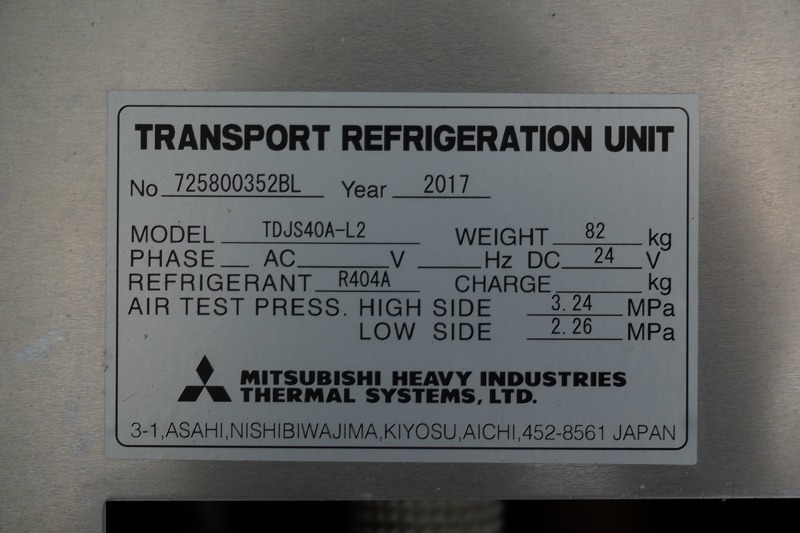 TRANSPORT REFRIGERATION UNIT
No 725800352BL Year 2017
MODEL TDJS40A-L2 WEIGHT 82 kg
PHASE AC V Hz DC 24 V
REFRIGERANT R404A CHARGE kg
AIR TEST PRESS. HIGH SIDE 3.24 MPa
LOW SIDE 2.26 MPa
MITSUBISHI HEAVY INDUSTRIES
THERMAL SYSTEMS, LTD.
3-1,ASAHI,NISHIBIWAJIMA,KIYOSU,AICHI,452-8561 JAPAN